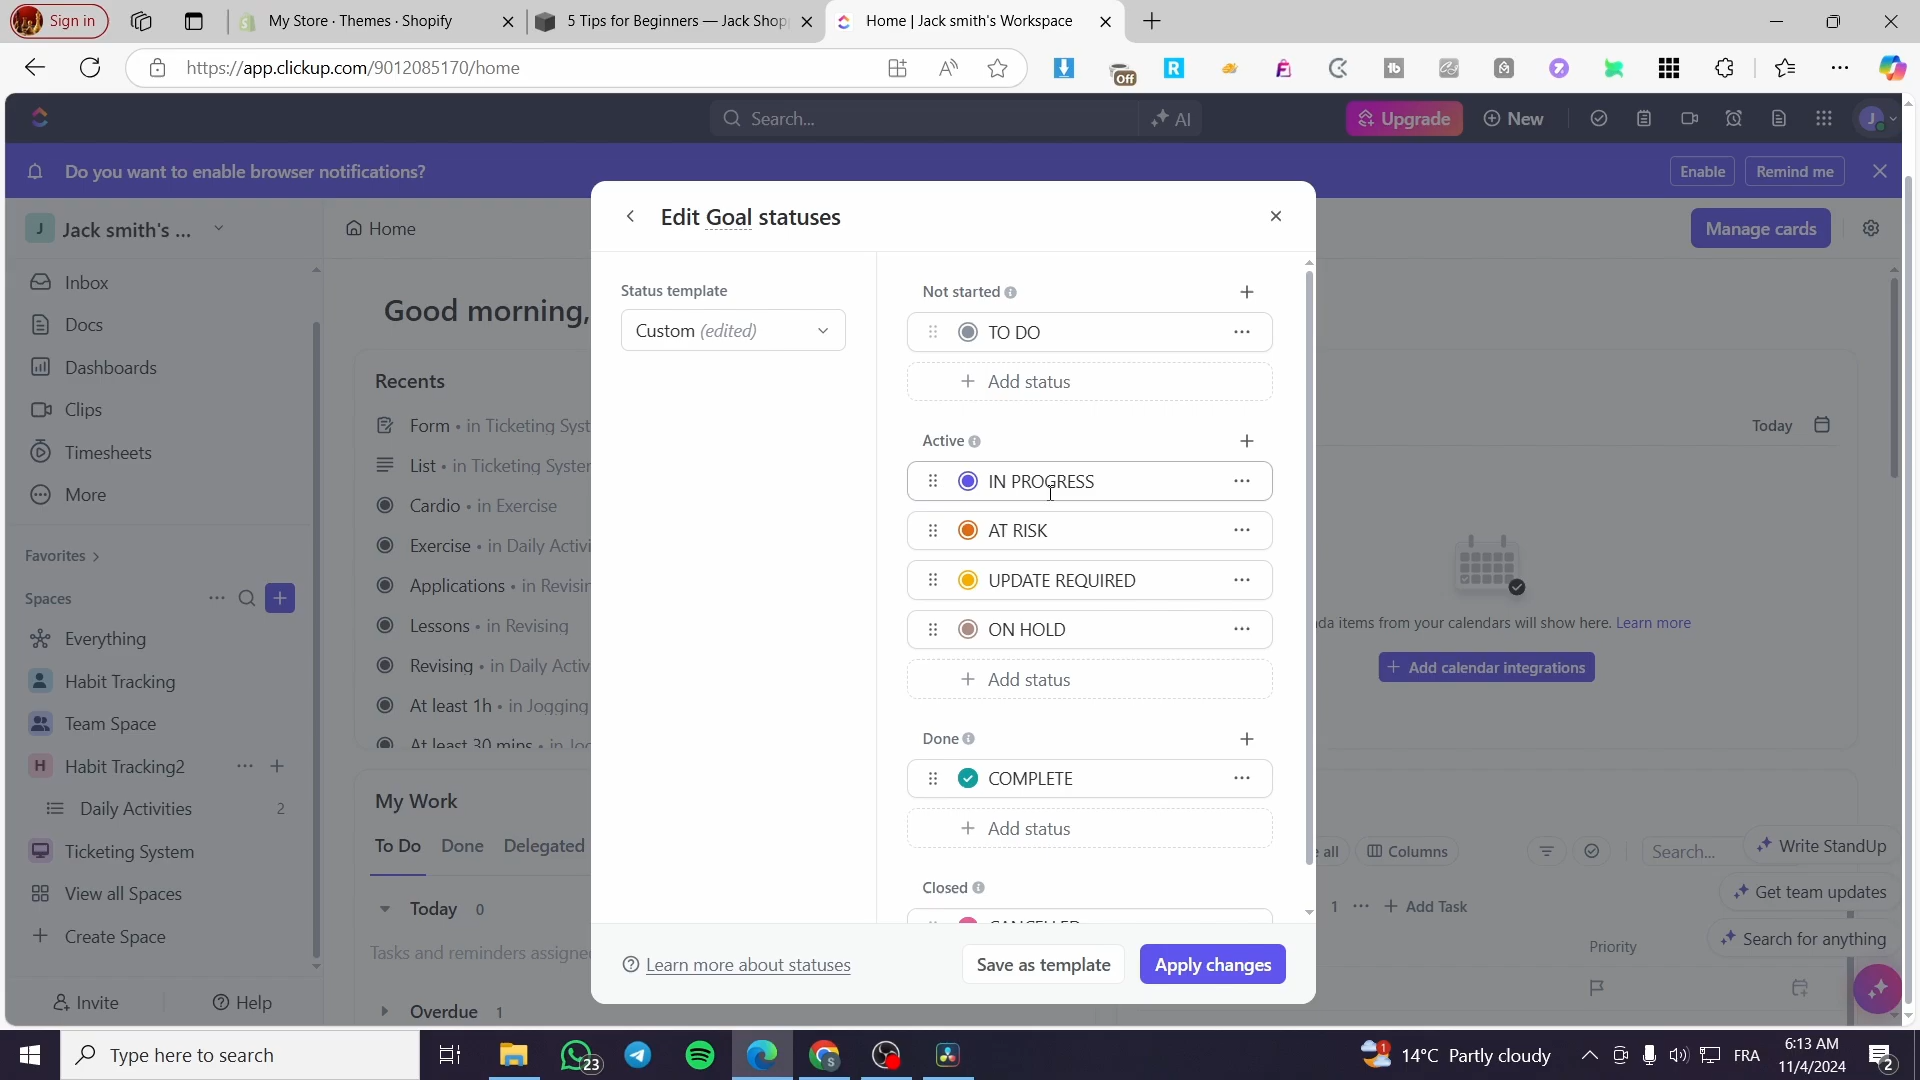 Sign in
My Store · Themes · Shopify
5 Tips for Beginners — Jack Shop
Home | Jack smith's Workspace
https://app.clickup.com/9012085170/home
Off
Search...
AI
Upgrade
New
J
Do you want to enable browser notifications?
Enable
Remind me
J
Jack smith's ...
Home
Manage cards
Inbox
Docs
Dashboards
Clips
Timesheets
More
Favorites
Spaces
Everything
Habit Tracking
Team Space
H Habit Tracking2
Daily Activities 2
Ticketing System
View all Spaces
Create Space
Invite
Help
Good morning,
Recents
Form • in Ticketing Syst
List • in Ticketing System
Cardio • in Exercise
Exercise • in Daily Activi
Applications • in Revisin
Lessons • in Revising
Revising • in Daily Activ
At least 1h • in Jogging
At least 30 mins • in Jog
My Work
To Do Done Delegated
Today 0
Tasks and reminders assigne
Overdue 1
Edit Goal statuses
Status template
Custom (edited)
Not started
TO DO
Add status
Active
IN PROGRESS
AT RISK
UPDATE REQUIRED
ON HOLD
Add status
Done
COMPLETE
Add status
Closed
CANCELLED
Learn more about statuses
Save as template
Apply changes
Today
da items from your calendars will show here. Learn more
+ Add calendar integrations
e all
Columns
Search...
Write StandUp
Get team updates
1 ... + Add Task
Search for anything
Priority
Type here to search
23
14°C Partly cloudy
FRA
6:13 AM
11/4/2024
2